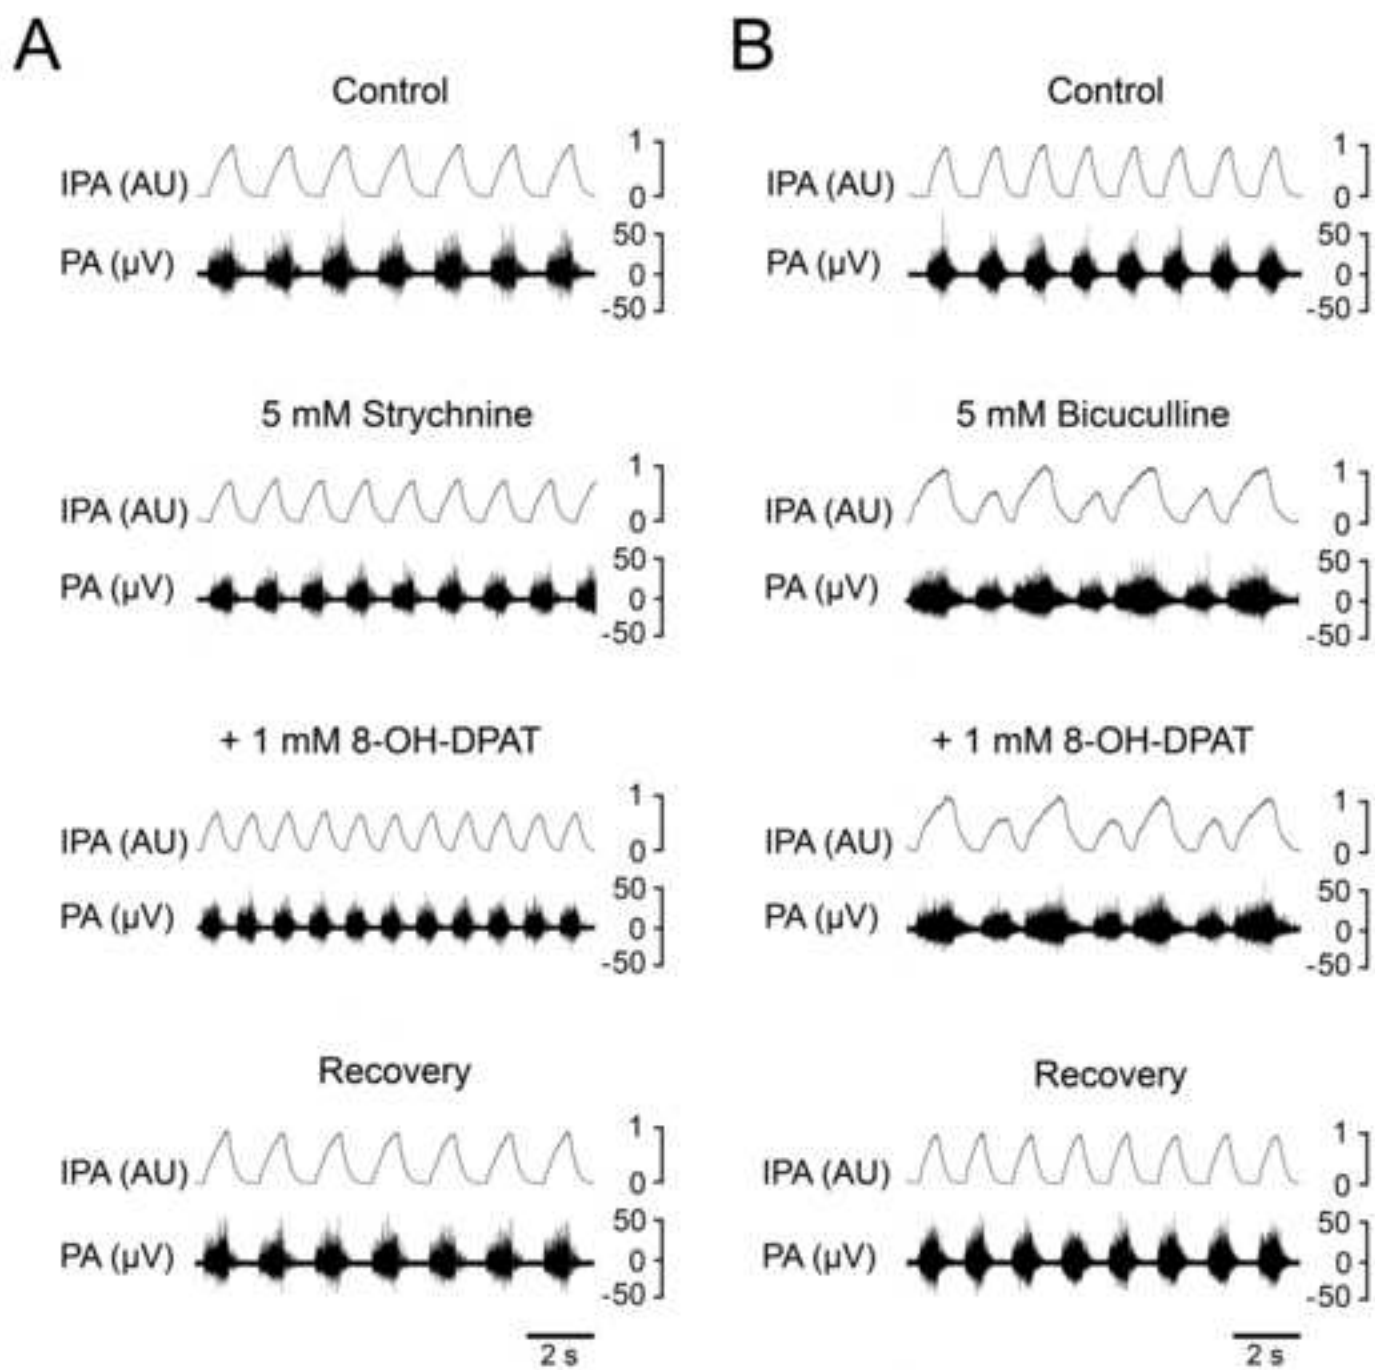 A
Control
IPA (AU)
1
0
PA (µV)
50
0
-50
5 mM Strychnine
IPA (AU)
1
0
PA (µV)
50
0
-50
+ 1 mM 8-OH-DPAT
IPA (AU)
1
0
PA (µV)
50
0
-50
Recovery
IPA (AU)
1
0
PA (µV)
50
0
-50
2 s
B
Control
IPA (AU)
1
0
PA (µV)
50
0
-50
5 mM Bicuculline
IPA (AU)
1
0
PA (µV)
50
0
-50
+ 1 mM 8-OH-DPAT
IPA (AU)
1
0
PA (µV)
50
0
-50
Recovery
IPA (AU)
1
0
PA (µV)
50
0
-50
2 s